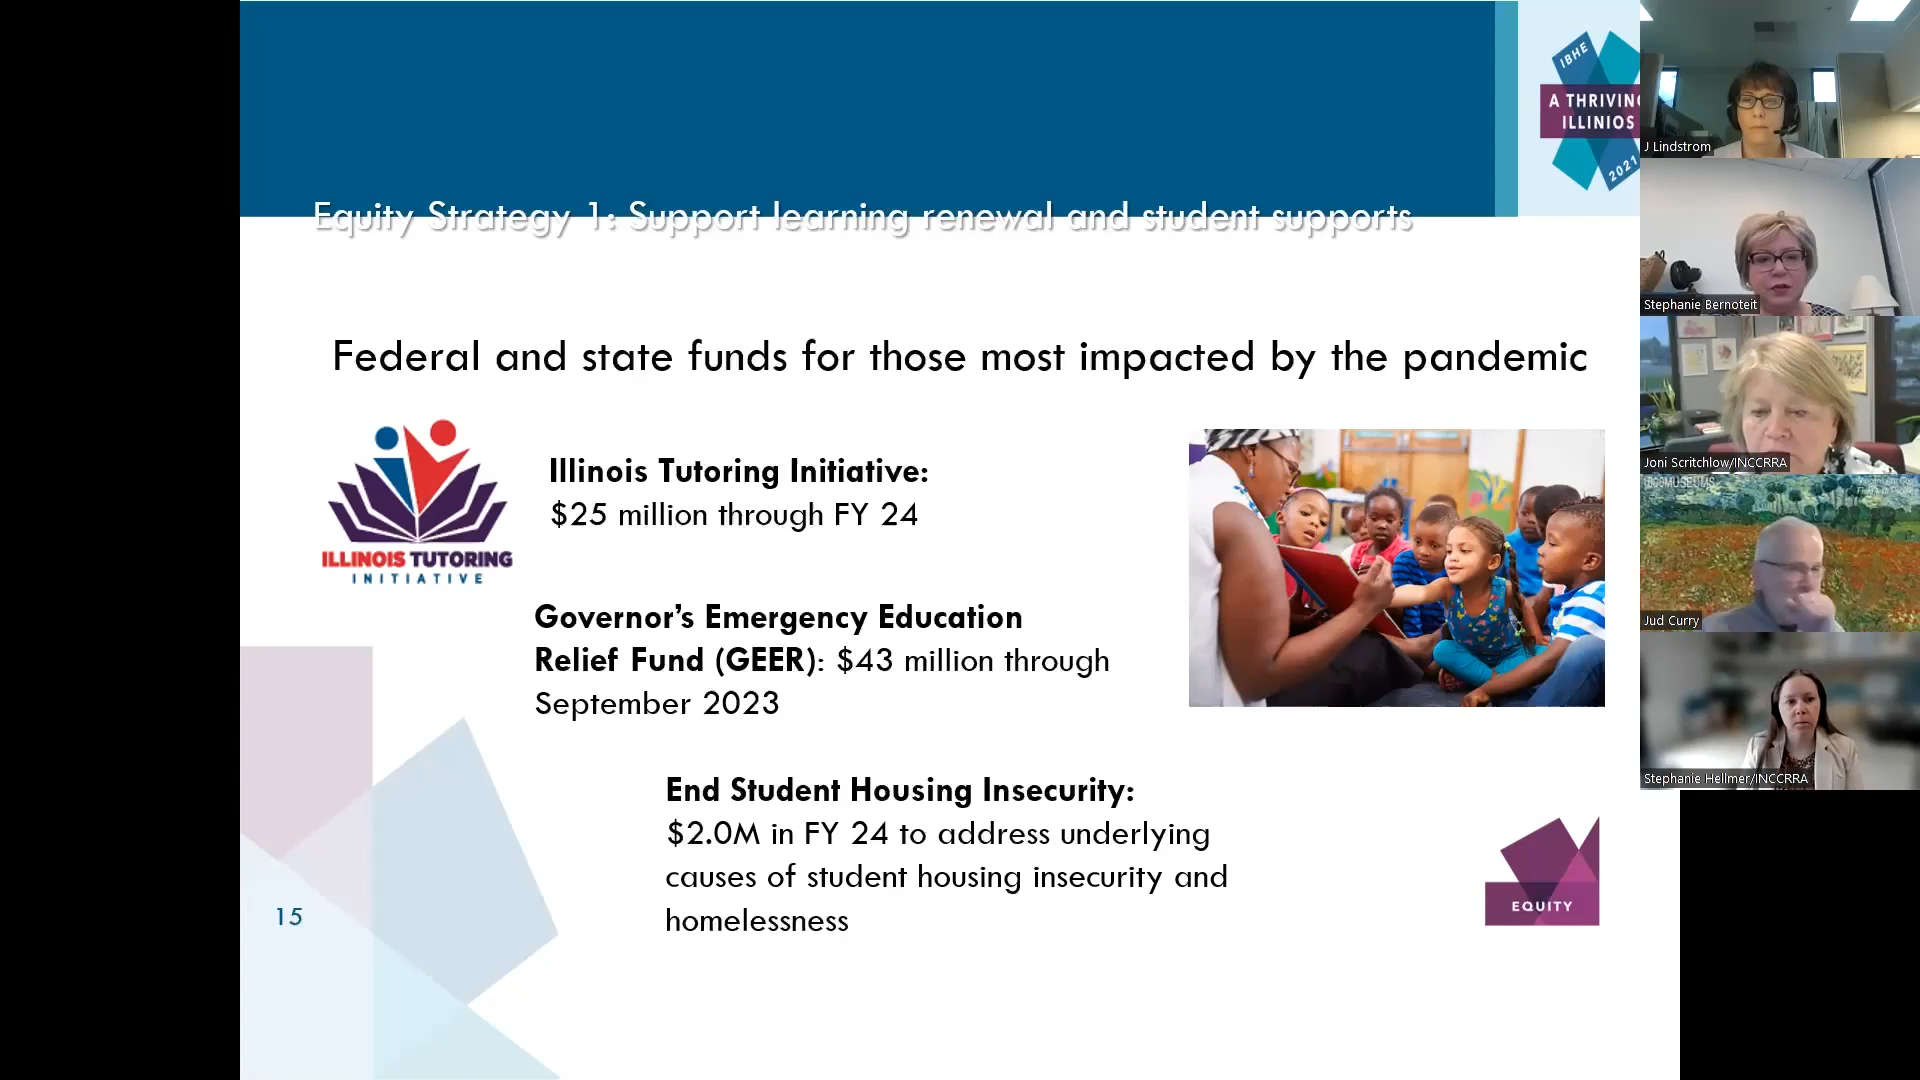 IBHE
A THRIVING
ILLINIOS
2021
Equity Strategy 1: Support learning renewal and student supports
Federal and state funds for those most impacted by the pandemic
ILLINOIS TUTORING
INITIATIVE
Illinois Tutoring Initiative:
$25 million through FY 24
Governor’s Emergency Education
Relief Fund (GEER): $43 million through
September 2023
End Student Housing Insecurity:
$2.0M in FY 24 to address underlying
causes of student housing insecurity and
homelessness
15
EQUITY
J Lindstrom
Stephanie Bernoteit
Joni Scritchlow/INCCRRA
Jud Curry
Stephanie Hellmer/INCCRRA